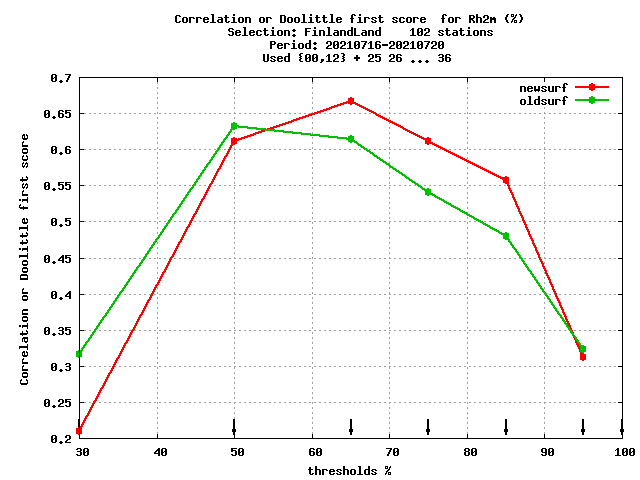 Correlation or Doolittle first score  for Rh2m (%)
Selection: FinlandLand    102 stations
Period: 20210716-20210720
Used {00,12} + 25 26 ... 36
newsurf
oldsurf
Correlation or Doolittle first score
0.7
0.65
0.6
0.55
0.5
0.45
0.4
0.35
0.3
0.25
0.2
30 40 50 60 70 80 90 100
thresholds %